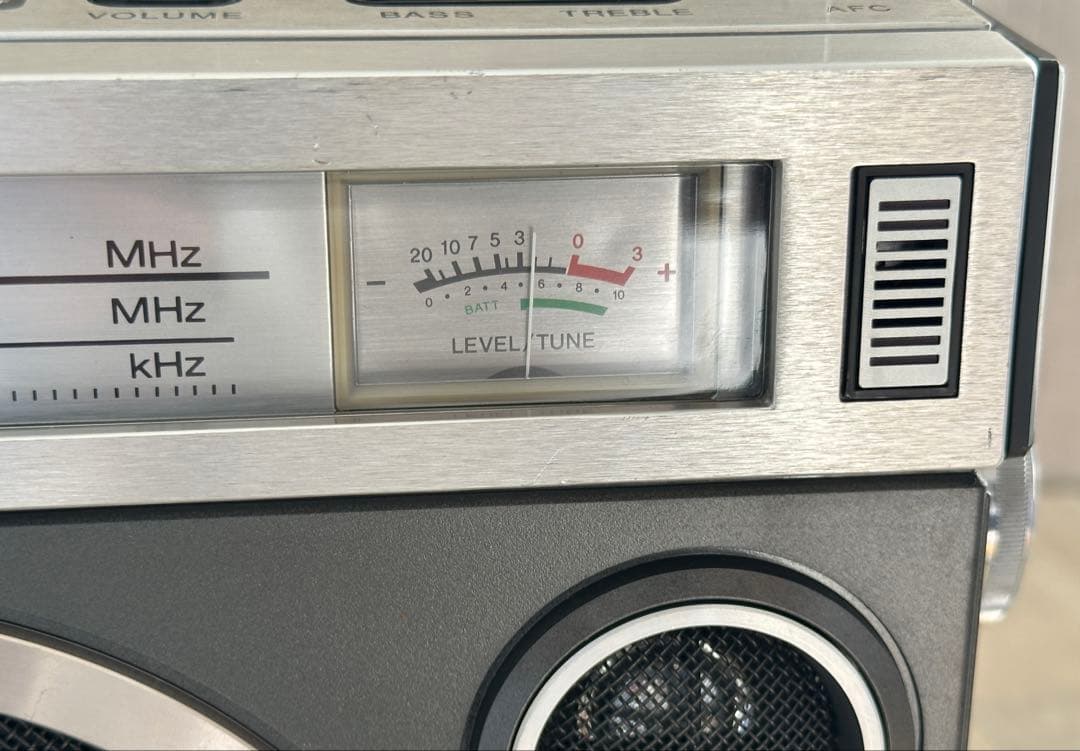 VOLUME BASS TREBLE AFC
MHz
MHz
kHz
20 10 7 5 3 0 3
− +
0 • 2 • 4 • 6 • 8 • 10
BATT
LEVEL/TUNE